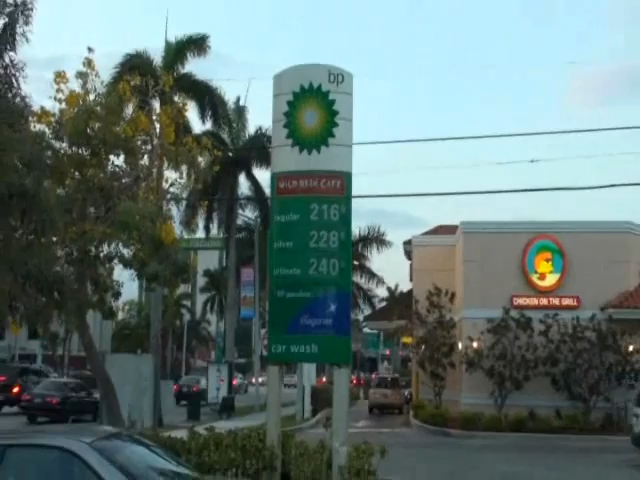 bp
WILD BEAN CAFE
regular 216
silver 228
ultimate 240
car wash
CHICKEN ON THE GRILL